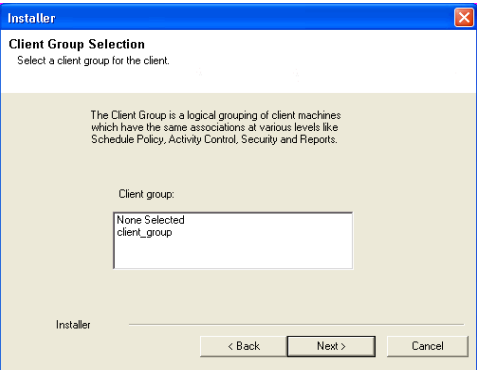 Installer
Client Group Selection
Select a client group for the client.
The Client Group is a logical grouping of client machines
which have the same associations at various levels like
Schedule Policy, Activity Control, Security and Reports.
Client group:
None Selected
client_group
Installer
< Back
Next >
Cancel